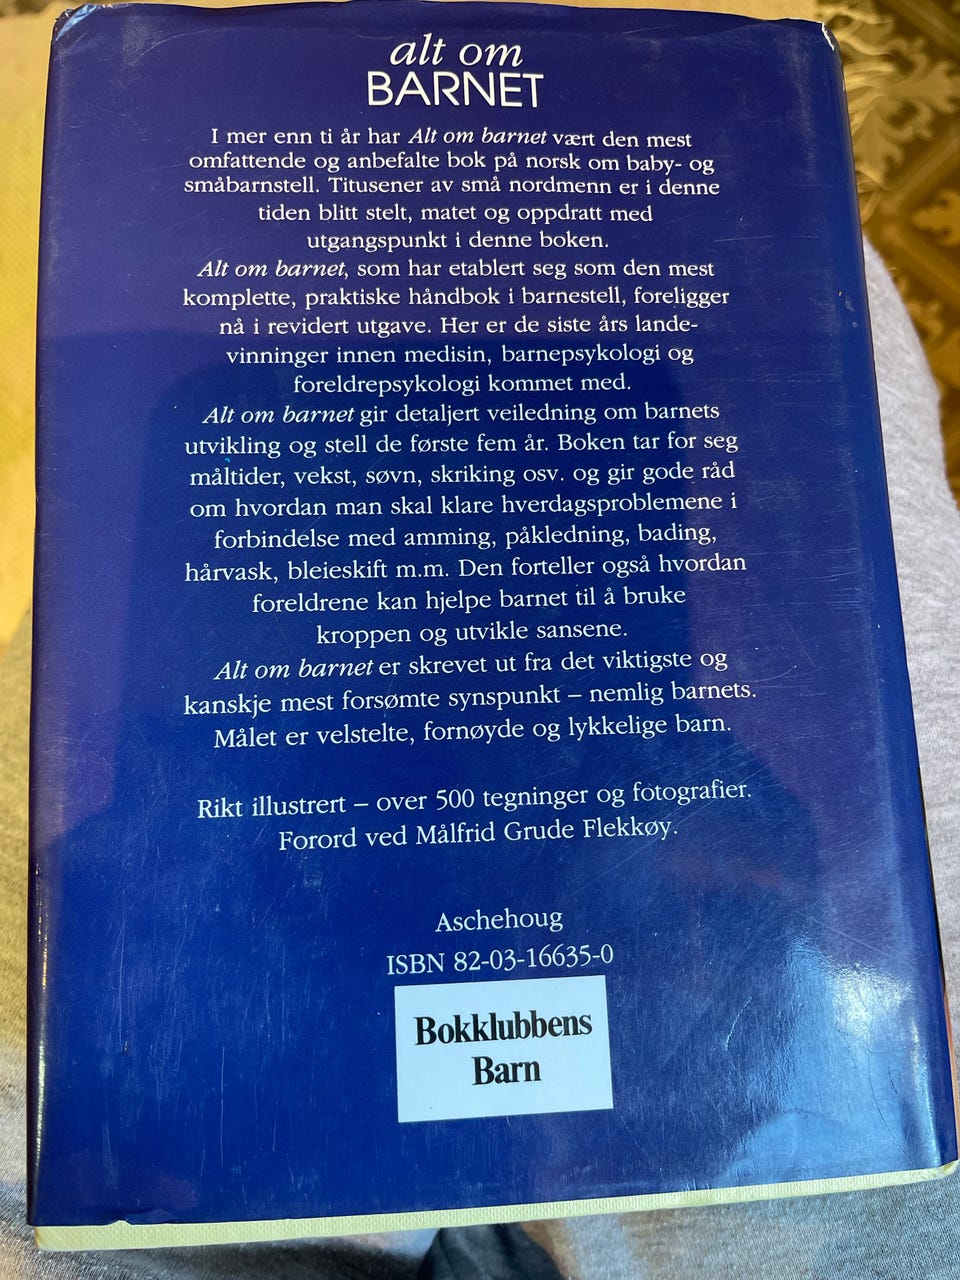 alt om
BARNET
I mer enn ti år har Alt om barnet vært den mest
omfattende og anbefalte bok på norsk om baby- og
småbarnstell. Titusener av små nordmenn er i denne
tiden blitt stelt, matet og oppdratt med
utgangspunkt i denne boken.
Alt om barnet, som har etablert seg som den mest
komplette, praktiske håndbok i barnestell, foreligger
nå i revidert utgave. Her er de siste års lande-
vinninger innen medisin, barnepsykologi og
foreldrepsykologi kommet med.
Alt om barnet gir detaljert veiledning om barnets
utvikling og stell de første fem år. Boken tar for seg
måltider, vekst, søvn, skriking osv. og gir gode råd
om hvordan man skal klare hverdagsproblemene i
forbindelse med amming, påkledning, bading,
hårvask, bleieskift m.m. Den forteller også hvordan
foreldrene kan hjelpe barnet til å bruke
kroppen og utvikle sansene.
Alt om barnet er skrevet ut fra det viktigste og
kanskje mest forsømte synspunkt – nemlig barnets.
Målet er velstelte, fornøyde og lykkelige barn.
Rikt illustrert – over 500 tegninger og fotografier.
Forord ved Målfrid Grude Flekkøy.
Aschehoug
ISBN 82-03-16635-0
Bokklubbens
Barn